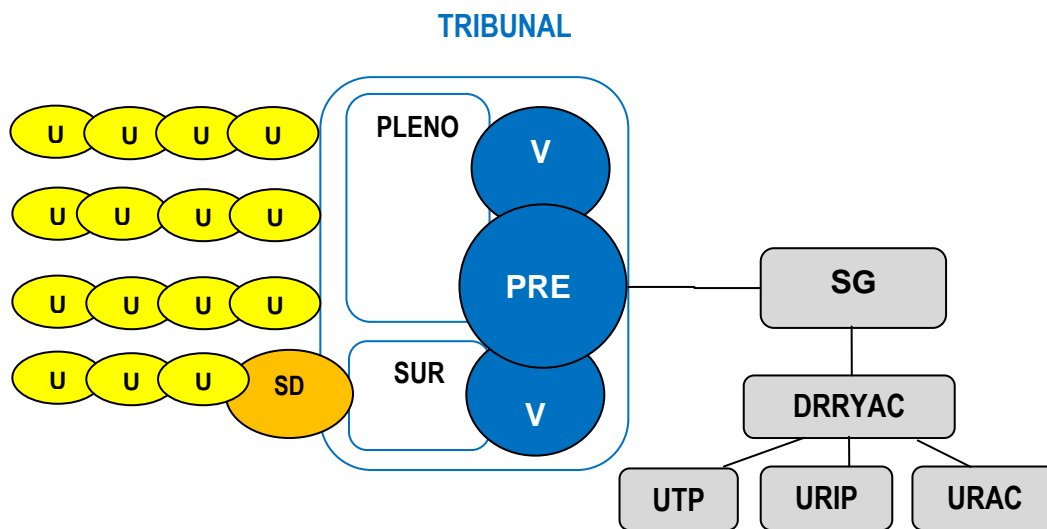 TRIBUNAL
PLENO
V
U U U U
U U U U
PRE
SG
U U U U
SUR
U U U SD
V
DRRYAC
UTP URIP URAC